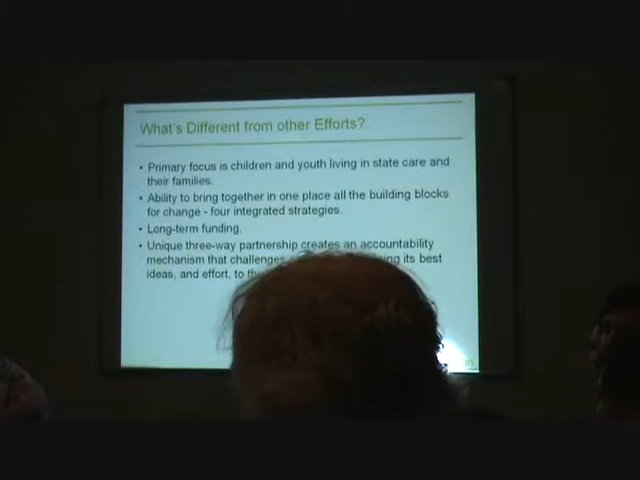 What's Different from other Efforts?
• Primary focus is children and youth living in state care and
their families.
• Ability to bring together in one place all the building blocks
for change - four integrated strategies.
• Long-term funding.
• Unique three-way partnership creates an accountability
mechanism that challenges its best
ideas, and effort, to